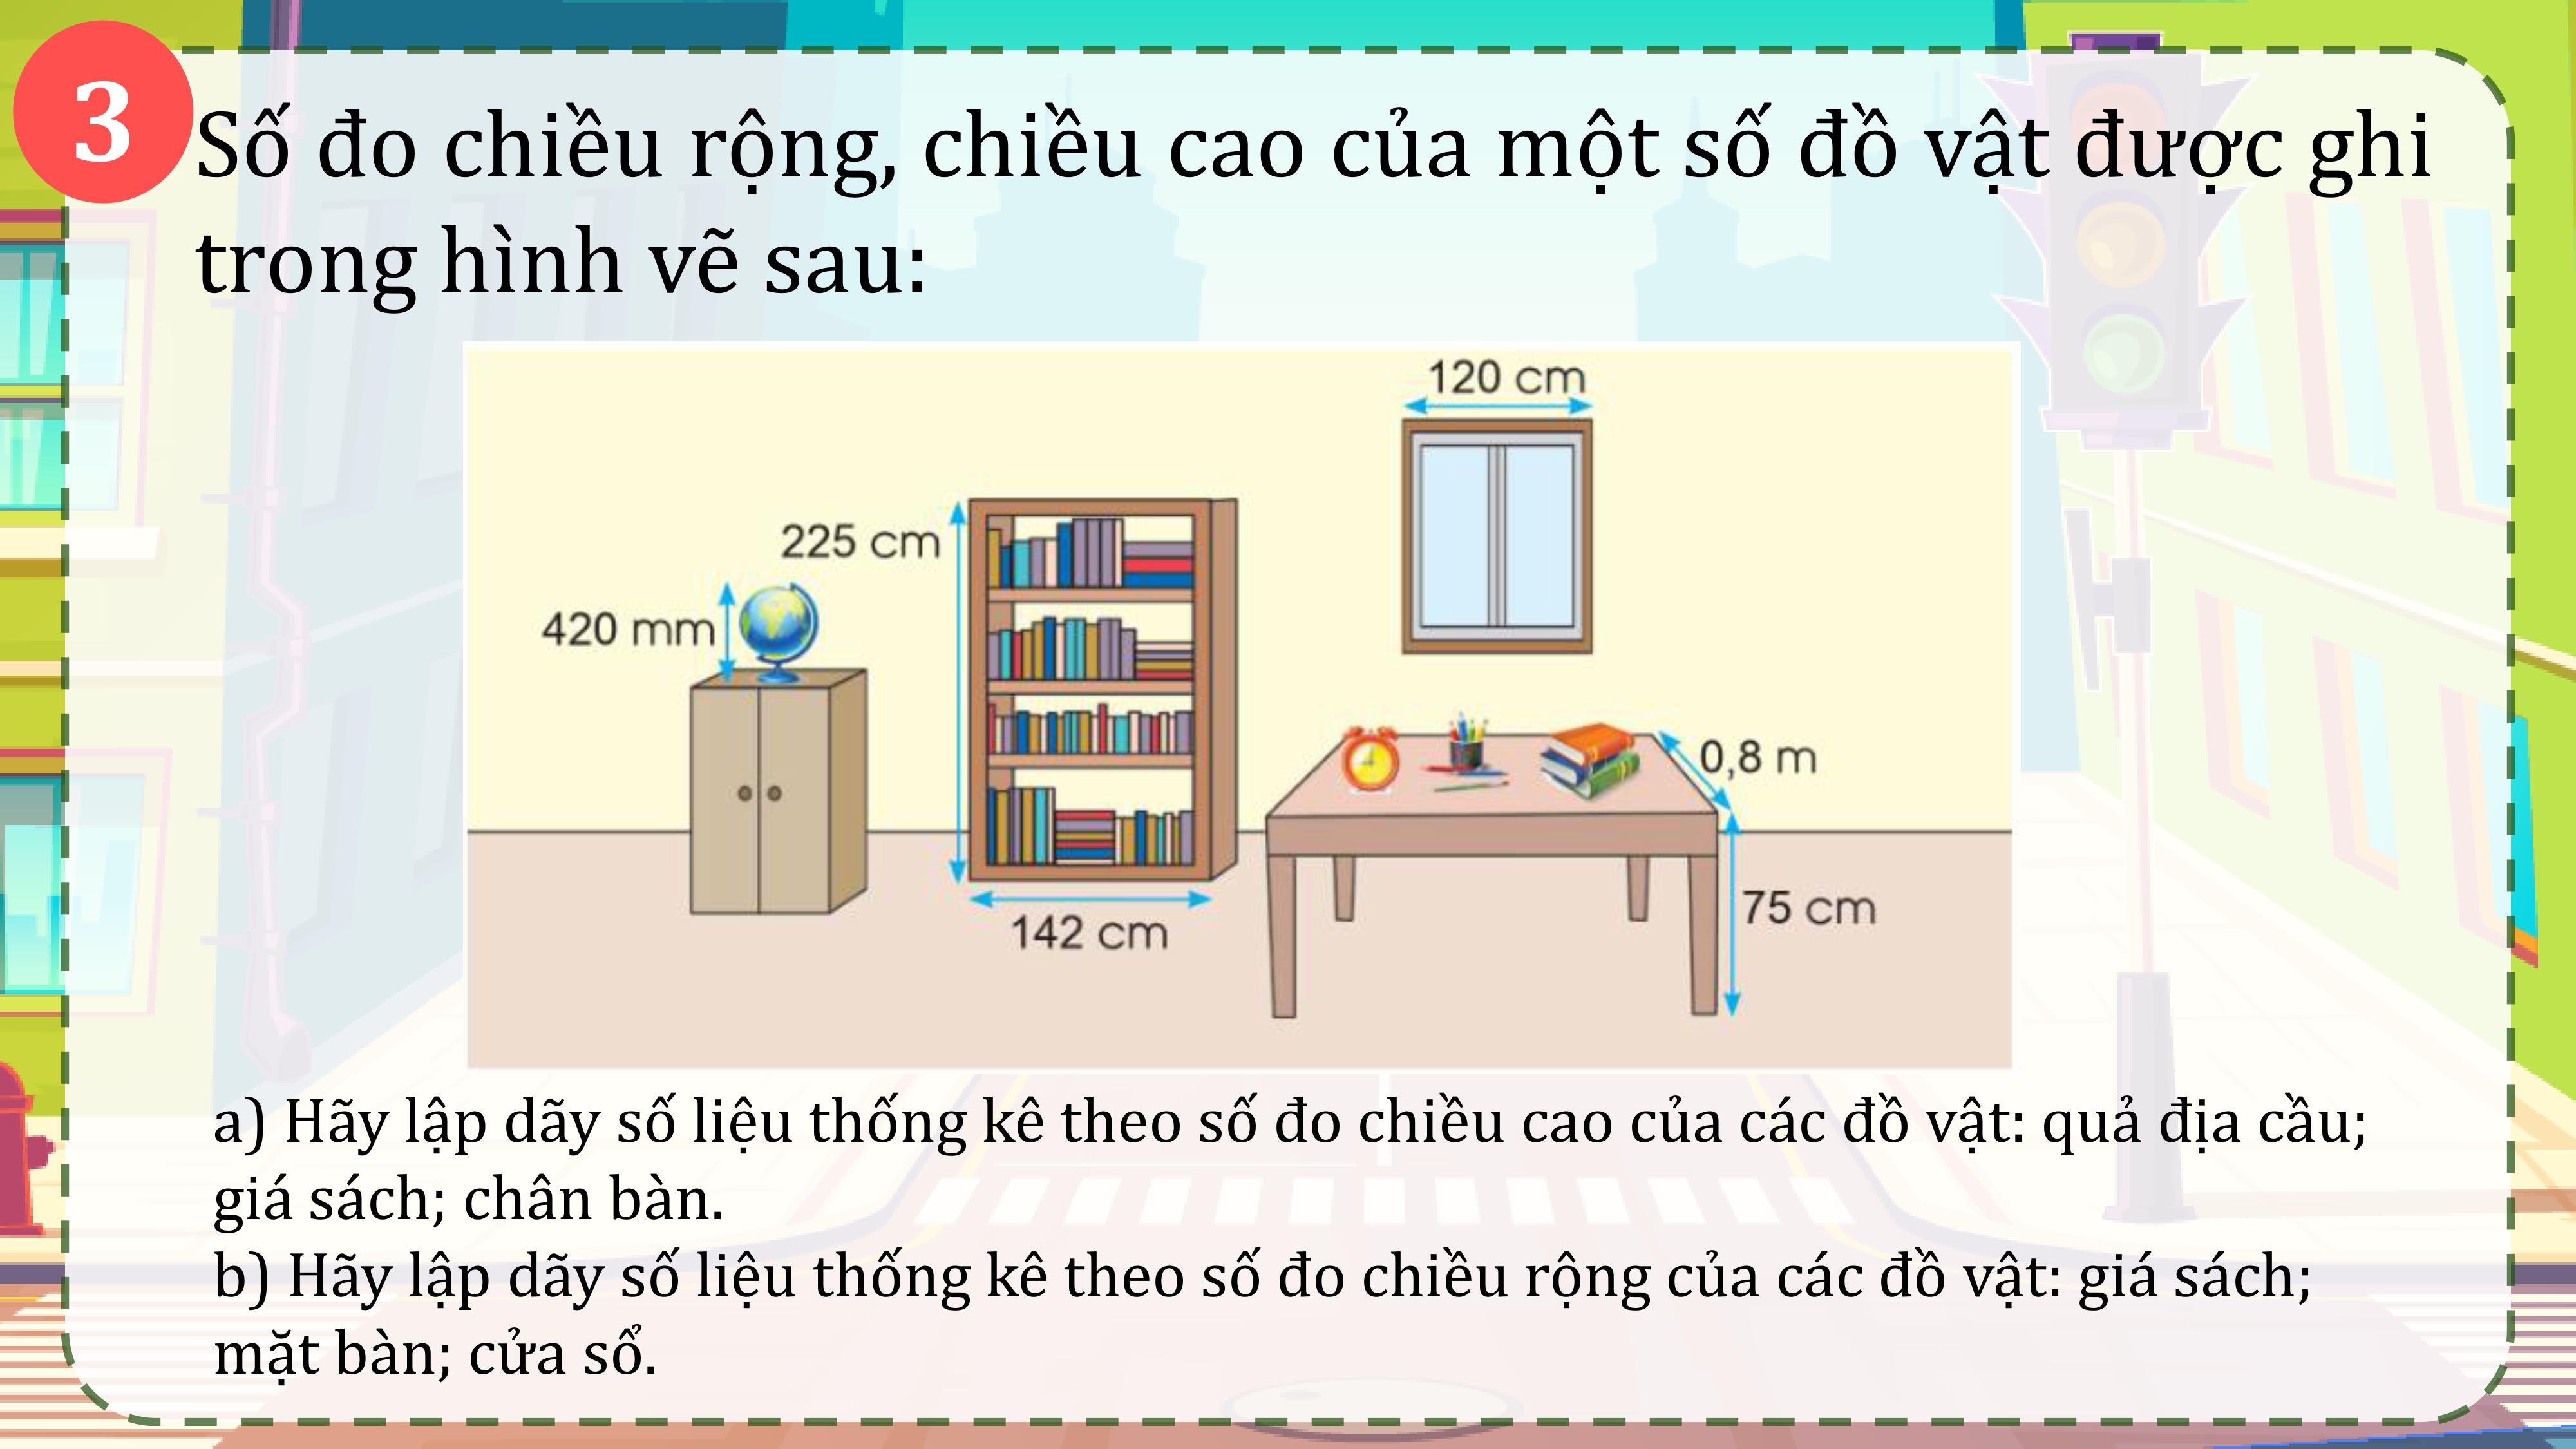 3
Số đo chiều rộng, chiều cao của một số đồ vật được ghi
trong hình vẽ sau:
120 cm
225 cm
420 mm
0,8 m
75 cm
142 cm
a) Hãy lập dãy số liệu thống kê theo số đo chiều cao của các đồ vật: quả địa cầu;
giá sách; chân bàn.
b) Hãy lập dãy số liệu thống kê theo số đo chiều rộng của các đồ vật: giá sách;
mặt bàn; cửa sổ.